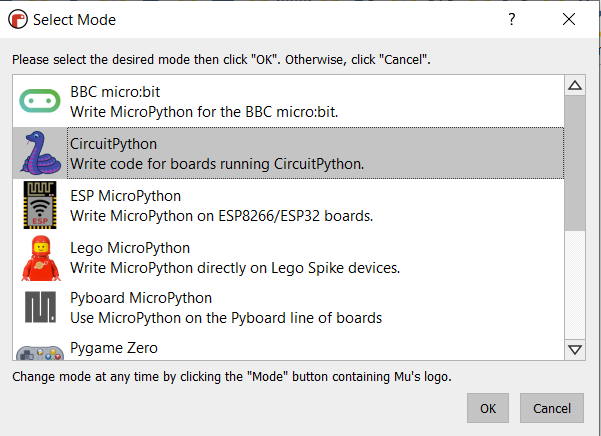 Select Mode
?
Please select the desired mode then click "OK". Otherwise, click "Cancel".
BBC micro:bit
Write MicroPython for the BBC micro:bit.
CircuitPython
Write code for boards running CircuitPython.
ESP
ESP MicroPython
Write MicroPython on ESP8266/ESP32 boards.
Lego MicroPython
Write MicroPython directly on Lego Spike devices.
Pyboard MicroPython
Use MicroPython on the Pyboard line of boards
Pygame Zero
Change mode at any time by clicking the "Mode" button containing Mu's logo.
OK Cancel